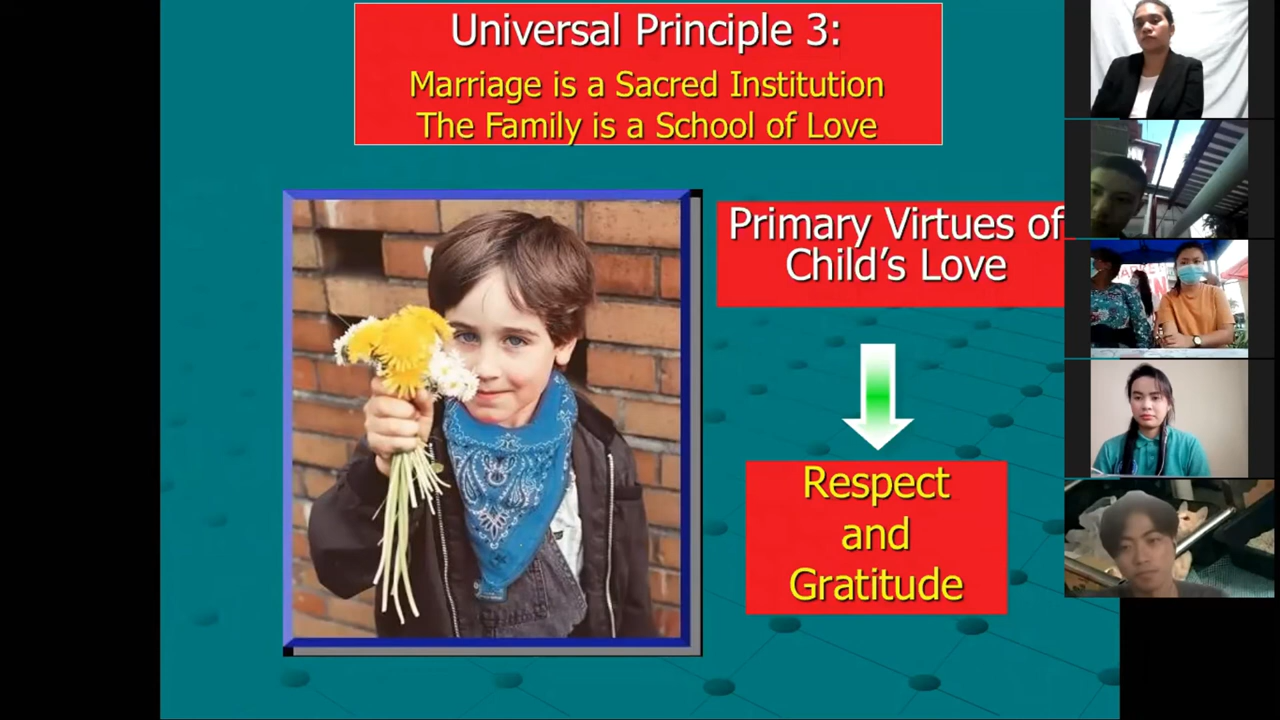 Universal Principle 3:
Marriage is a Sacred Institution
The Family is a School of Love
Primary Virtues of
Child's Love
Respect
and
Gratitude